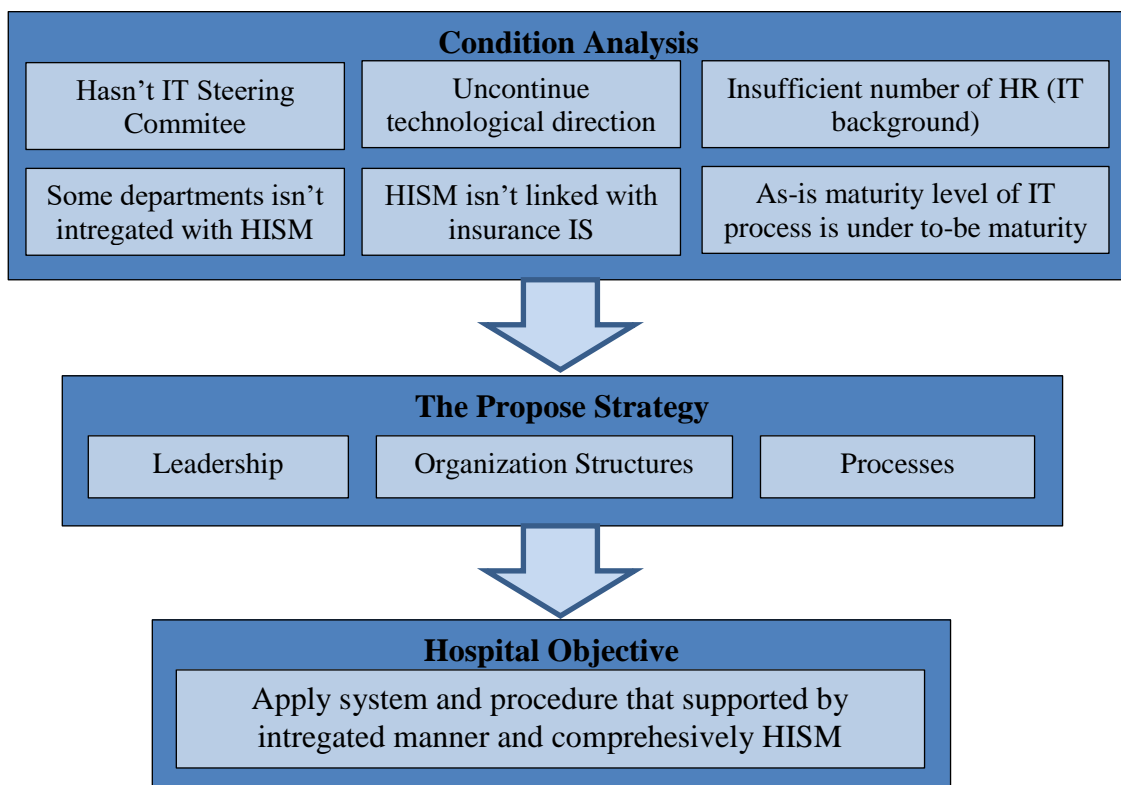 Condition Analysis
Hasn't IT Steering
Commitee
Uncontinue
technological direction
Insufficient number of HR (IT
background)
Some departments isn't
intregated with HISM
HISM isn't linked with
insurance IS
As-is maturity level of IT
process is under to-be maturity
The Propose Strategy
Leadership
Organization Structures
Processes
Hospital Objective
Apply system and procedure that supported by
intregated manner and comprehesively HISM